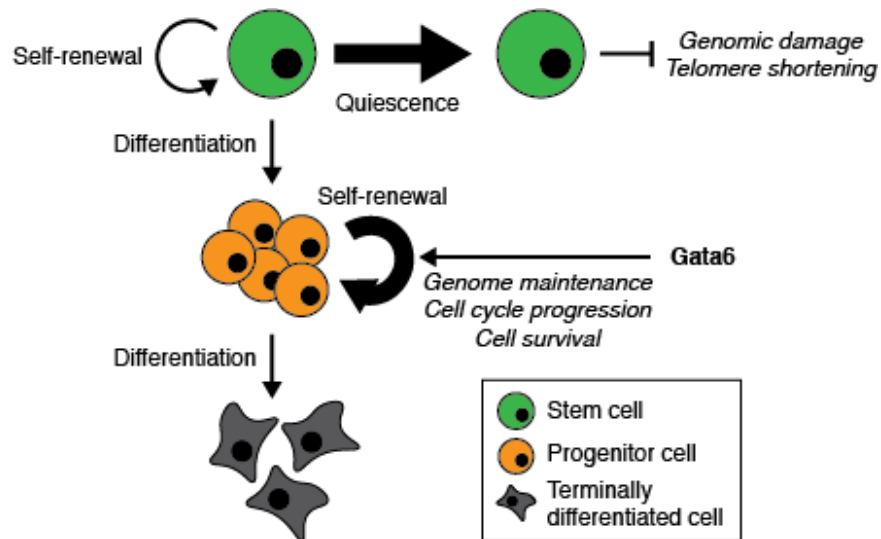 Self-renewal
Quiescence
Genomic damage
Telomere shortening
Differentiation
Self-renewal
Gata6
Genome maintenance
Cell cycle progression
Cell survival
Differentiation
Stem cell
Progenitor cell
Terminally
differentiated cell